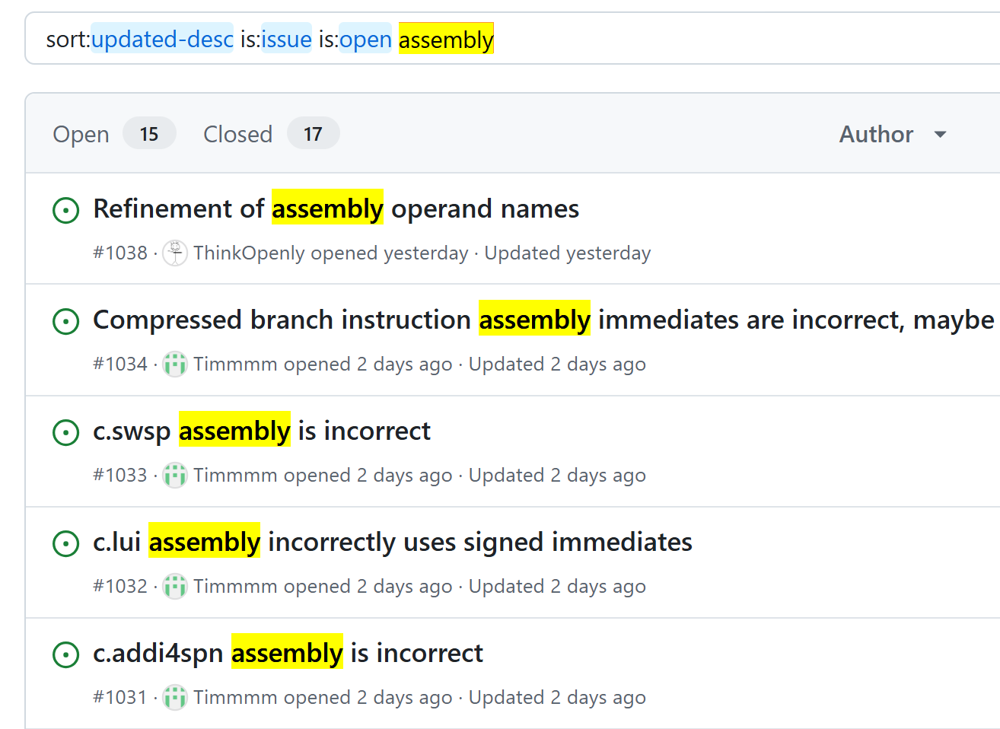 sort:updated-desc is:issue is:open assembly
Open 15 Closed 17 Author
Refinement of assembly operand names
#1038 · ThinkOpenly opened yesterday · Updated yesterday
Compressed branch instruction assembly immediates are incorrect, maybe
#1034 · Timmmm opened 2 days ago · Updated 2 days ago
c.swsp assembly is incorrect
#1033 · Timmmm opened 2 days ago · Updated 2 days ago
c.lui assembly incorrectly uses signed immediates
#1032 · Timmmm opened 2 days ago · Updated 2 days ago
c.addi4spn assembly is incorrect
#1031 · Timmmm opened 2 days ago · Updated 2 days ago